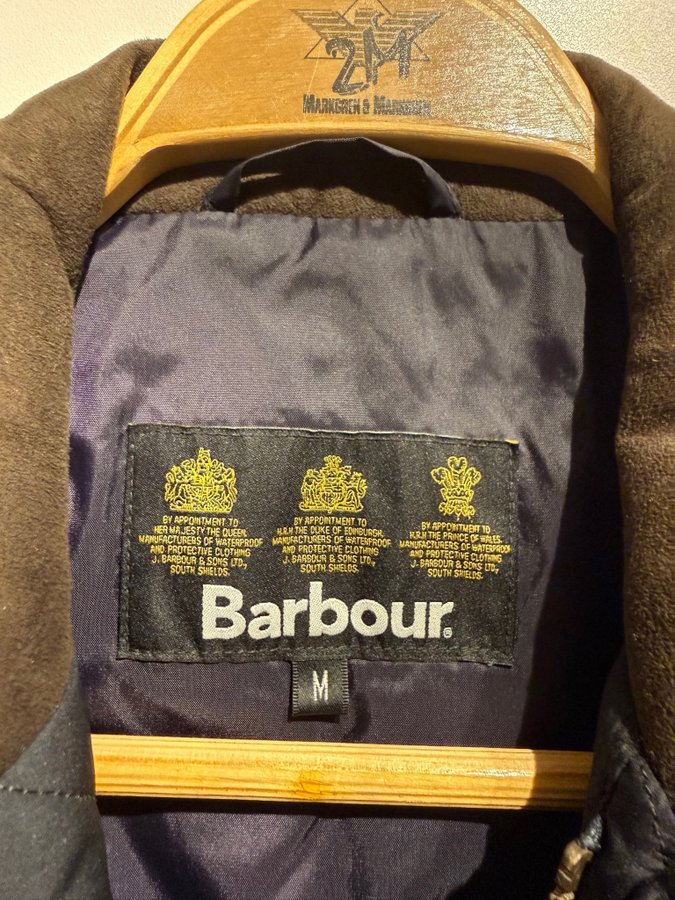 2M
MARKGREN & MARKGREN
BY APPOINTMENT TO
HER MAJESTY THE QUEEN
MANUFACTURERS OF WATERPROOF
AND PROTECTIVE CLOTHING
J. BARBOUR & SONS LTD.,
SOUTH SHIELDS.
BY APPOINTMENT TO
H.R.H THE DUKE OF EDINBURGH
MANUFACTURERS OF WATERPROOF
AND PROTECTIVE CLOTHING
J. BARBOUR & SONS LTD.,
SOUTH SHIELDS.
BY APPOINTMENT TO
H.R.H THE PRINCE OF WALES.
MANUFACTURERS OF WATERPROOF
AND PROTECTIVE CLOTHING
J. BARBOUR & SONS LTD.,
SOUTH SHIELDS.
Barbour®
M